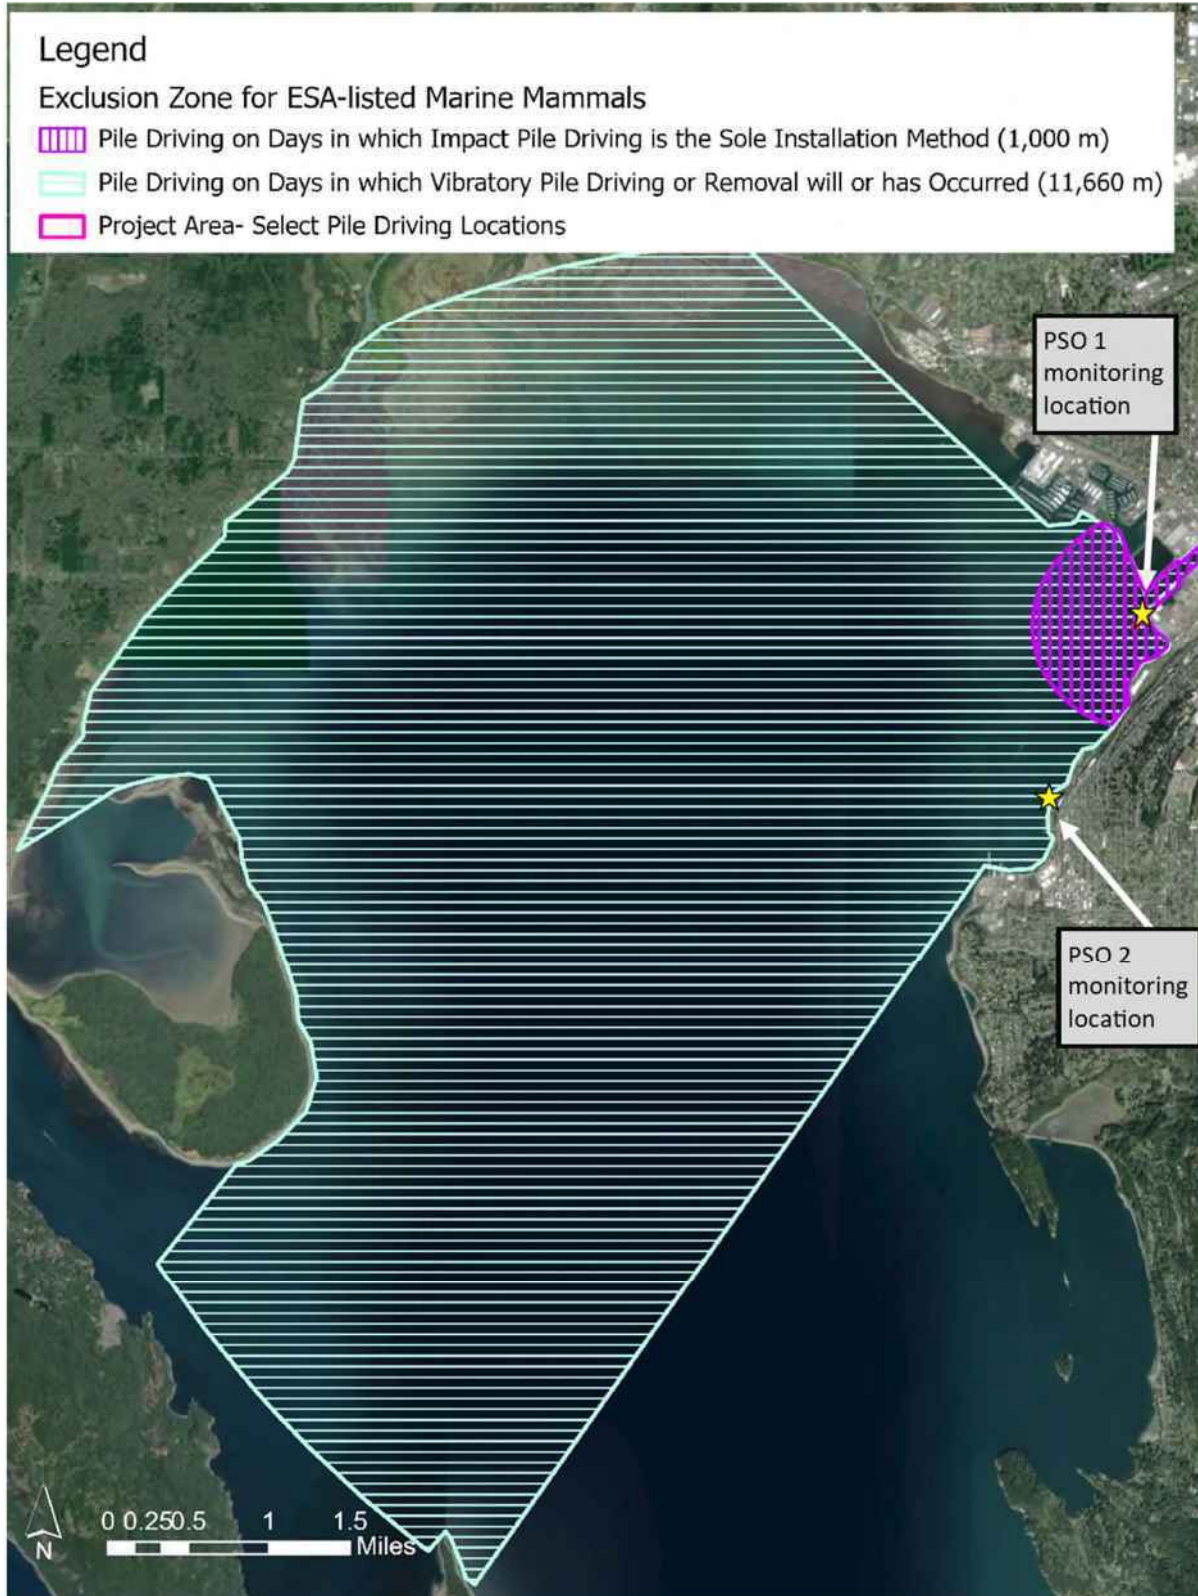 Legend
Exclusion Zone for ESA-listed Marine Mammals
Pile Driving on Days in which Impact Pile Driving is the Sole Installation Method (1,000 m)
Pile Driving on Days in which Vibratory Pile Driving or Removal will or has Occurred (11,660 m)
Project Area- Select Pile Driving Locations
PSO 1
monitoring
location
PSO 2
monitoring
location
0 0.25 0.5 1 1.5
Miles
N